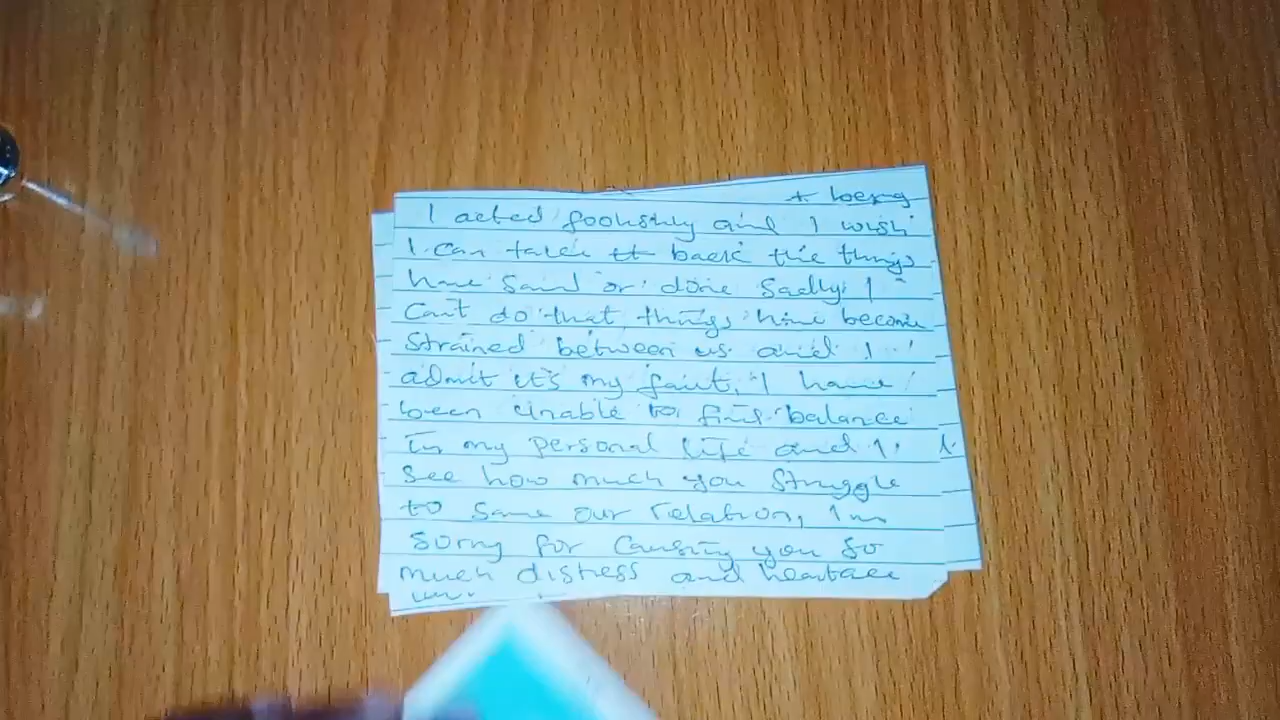 I acted foolishly and I wish
I can take it back the things
have said or done sadly I
can't do that things have become
strained between us and I
admit it's my fault, I have
been unable to find balance
in my personal life and I
see how much you struggle
to save our relation, Im
sorry for causing you so
much distress and heartace